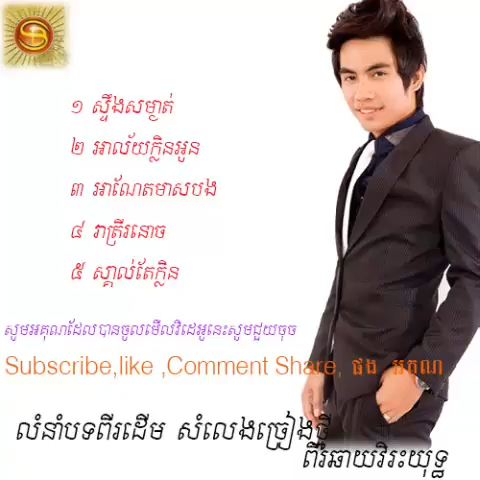 ១ ស្ទឹងសម្ងាត់
២ អាល័យក្លិនអូន
៣ អាណែតមាសបង
៤ រាត្រីរនោច
៥ ស្គាល់តែក្លិន
សូមអគុណដែលបានចូលមើលវិដេអូនេះសូមជួយចុច
Subscribe,like ,Comment Share, ផង អគុណ
លំនាំបទពីរដើម សំលេងច្រៀងថ្មី
ពីរឆាយវិរះយុទ្ឋ